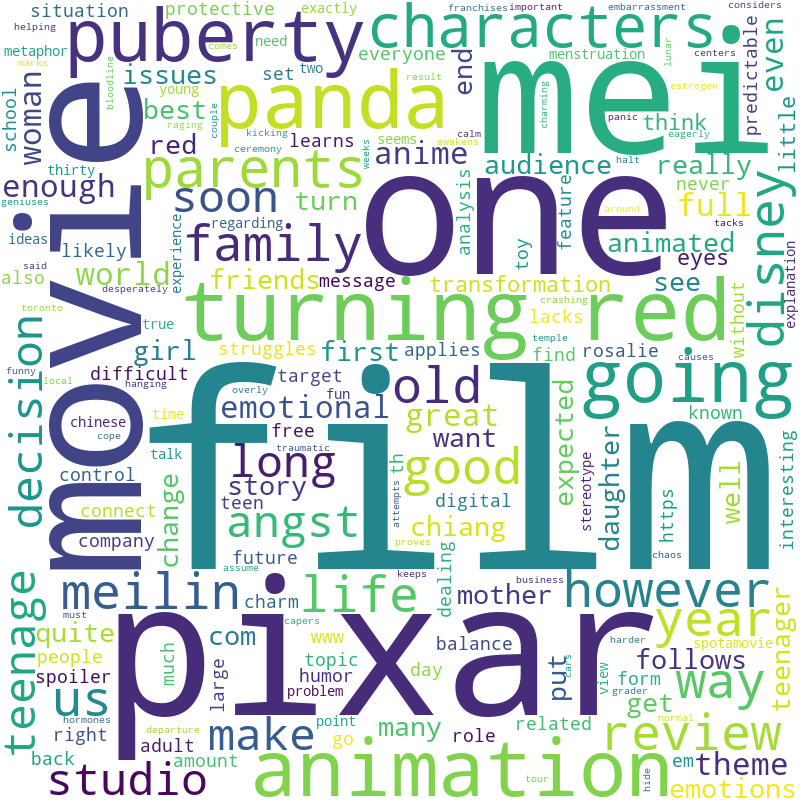 situation
protective
comes
exactly
franchises
important
embarrassment
considers
helping
puberty
characters
metaphor
marks
need
everyone
menstruation
lunar
centers
predictable
even
little
woman
issues
young
set
two
end
school
best
bloodline
couple
panda
result
charming
mei
estrogen
think
movie
red
raging
learns
kicking
weeks
anime
seems
calm
awakens
panic
eagerly
halt
enough
parents
ceremony
audience
really
never
geniuses
soon
turn
one
analysis
around
full
tacks
ideas
likely
regarding
family
toy
feature
animated
eyes
disney
explanation
also
said
world
experience
friends
message
transformation
see
without
desperately
crashing
toronto
true
turning red
lacks
local
girl
struggles
first
applies
temple
find
rosalie
causes
funny
hanging
difficult
overly
target
fun
old
going
decision
time
emotional
great
want
expected
known
chinese
cope
free
traumatic
film
long
th
good
stereotype
daughter
interesting
talk
control
story
attempts
digital
https
well
change
connect
teen
angst
chiang
company
future
proves
chaos
assume
keeps
business
teenage
meilin
charm
life
dealing
mother
however
must
capers
harder
quite
com
www
pixar
balance
cars
year
teenager
people
much
topic
humor
day
put
view
form
spotamovie
follows
spoiler
us
large
problem
grader
get
way
hormones
departure
make
point
many
related
normal
right
adult
amount
go
role
review
back
studio
animation
tour
hide
em
theme
emotions